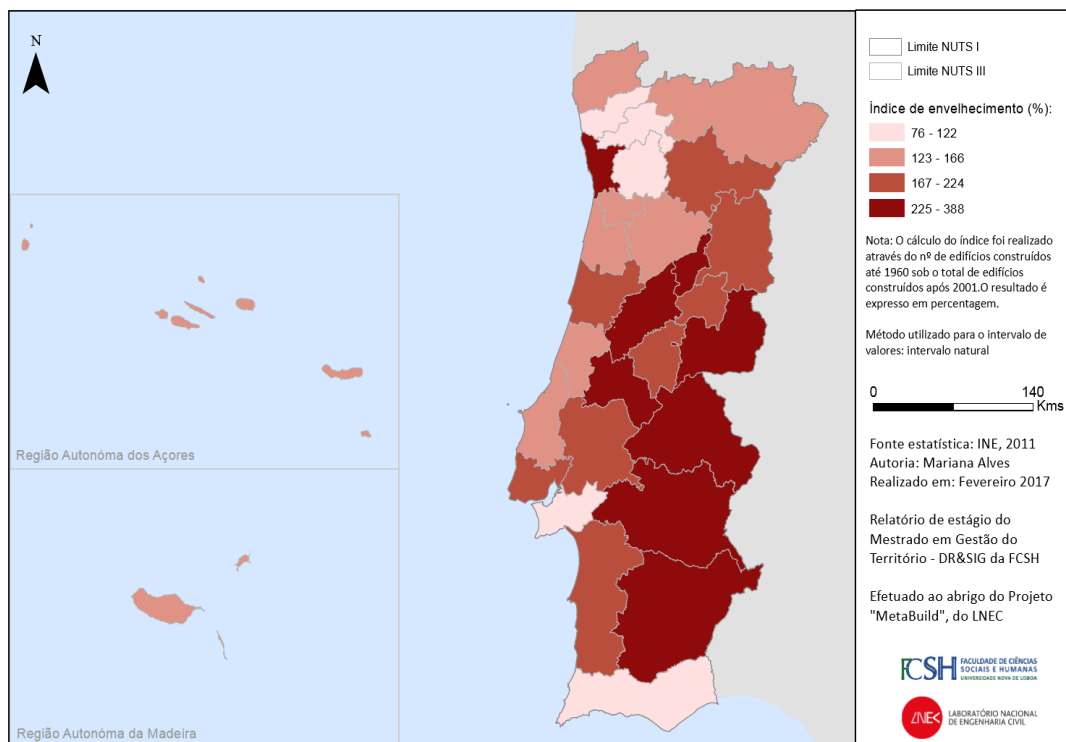 N
Região Autonóma dos Açores
Região Autonóma da Madeira
Limite NUTS I
Limite NUTS III
Índice de envelhecimento (%):
76 - 122
123 - 166
167 - 224
225 - 388
Nota: O cálculo do índice foi realizado
através do nº de edifícios construídos
até 1960 sob o total de edifícios
construídos após 2001.O resultado é
expresso em percentagem.
Método utilizado para o intervalo de
valores: intervalo natural
0 140
Kms
Fonte estatística: INE, 2011
Autoria: Mariana Alves
Realizado em: Fevereiro 2017
Relatório de estágio do
Mestrado em Gestão do
Território - DR&SIG da FCSH
Efetuado ao abrigo do Projeto
"MetaBuild", do LNEC
FCSH
FACULDADE DE CIÊNCIAS
SOCIAIS E HUMANAS
UNIVERSIDADE NOVA DE LISBOA
LNEC
LABORATÓRIO NACIONAL
DE ENGENHARIA CIVIL